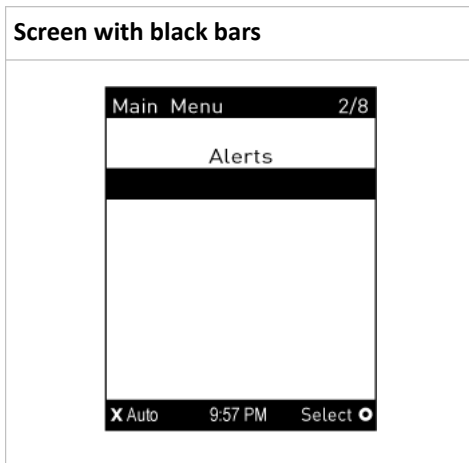 Screen with black bars
Main Menu 2/8
Alerts
X Auto 9:57 PM Select O